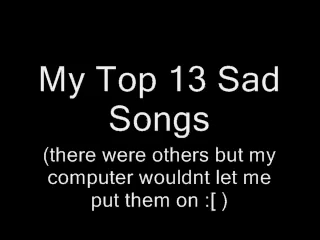 My Top 13 Sad
Songs
(there were others but my
computer wouldnt let me
put them on :[ )